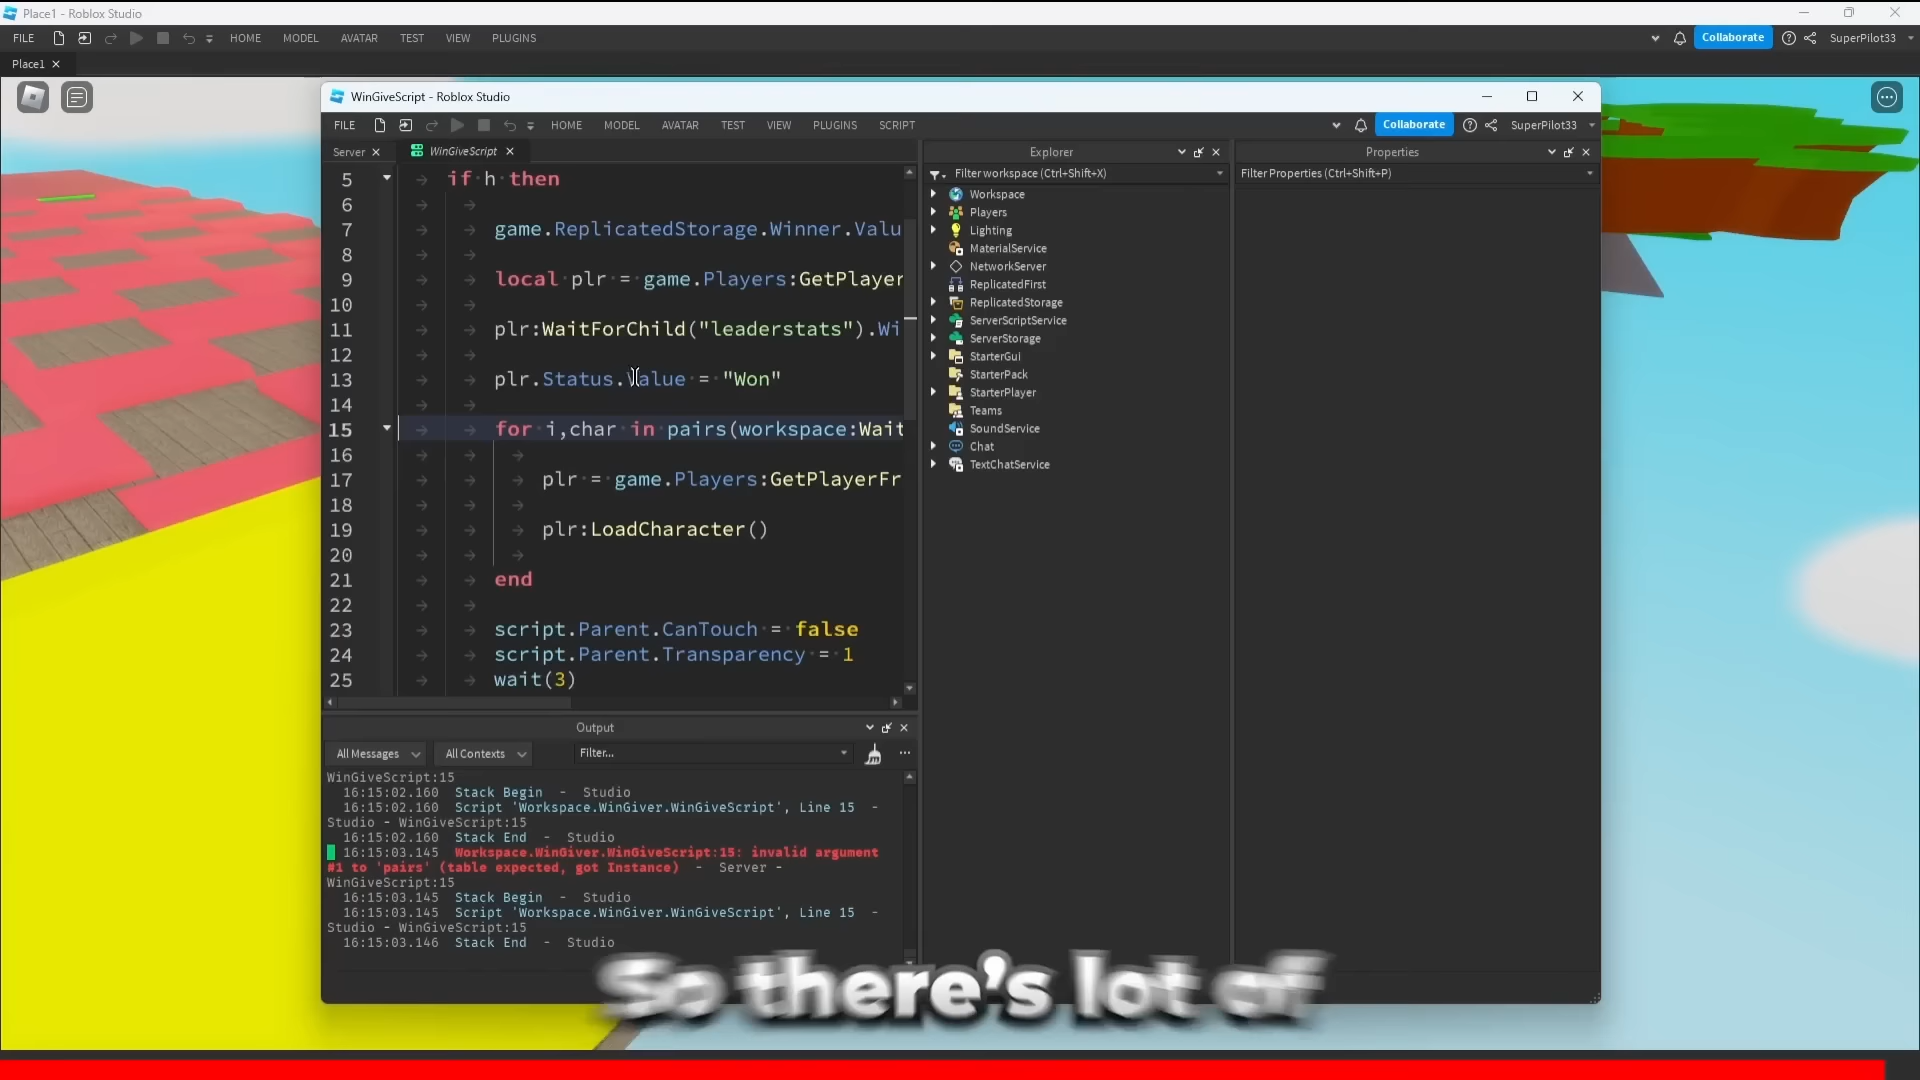 Place1 - Roblox Studio
FILE HOME MODEL AVATAR TEST VIEW PLUGINS Collaborate SuperPilot33
Place1
WinGiveScript - Roblox Studio
FILE HOME MODEL AVATAR TEST VIEW PLUGINS SCRIPT Collaborate SuperPilot33
Server WinGiveScript
5 if h then
6
7 game.ReplicatedStorage.Winner.Valu
8
9 local plr = game.Players:GetPlayer
10
11 plr:WaitForChild("leaderstats").Wi
12
13 plr.Status.Value = "Won"
14
15 for i,char in pairs(workspace:Wait
16
17 plr = game.Players:GetPlayerFr
18
19 plr:LoadCharacter()
20
21 end
22
23 script.Parent.CanTouch = false
24 script.Parent.Transparency = 1
25 wait(3)
Explorer
Filter workspace (Ctrl+Shift+X)
Workspace
Players
Lighting
MaterialService
NetworkServer
ReplicatedFirst
ReplicatedStorage
ServerScriptService
ServerStorage
StarterGui
StarterPack
StarterPlayer
Teams
SoundService
Chat
TextChatService
Properties
Filter Properties (Ctrl+Shift+P)
Output
All Messages All Contexts Filter...
WinGiveScript:15
16:15:02.160 Stack Begin - Studio
16:15:02.160 Script 'Workspace.WinGiver.WinGiveScript', Line 15 -
Studio - WinGiveScript:15
16:15:02.160 Stack End - Studio
16:15:03.145 Workspace.WinGiver.WinGiveScript:15: invalid argument
#1 to 'pairs' (table expected, got Instance) - Server -
WinGiveScript:15
16:15:03.145 Stack Begin - Studio
16:15:03.145 Script 'Workspace.WinGiver.WinGiveScript', Line 15 -
Studio - WinGiveScript:15
16:15:03.146 Stack End - Studio
So there's lot of